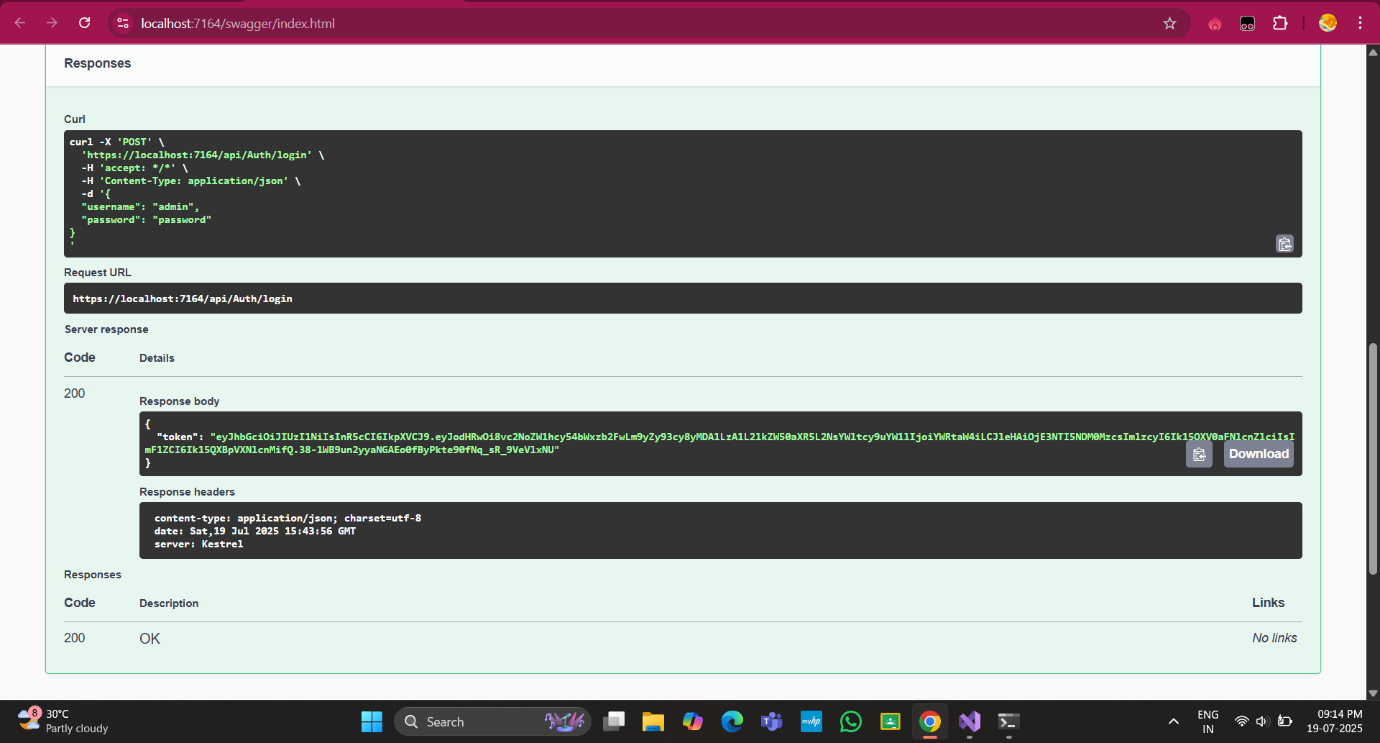 localhost:7164/swagger/index.html
Responses
Curl
curl -X 'POST' \
'https://localhost:7164/api/Auth/login' \
-H 'accept: */*' \
-H 'Content-Type: application/json' \
-d '{
"username": "admin",
"password": "password"
}
'
Request URL
https://localhost:7164/api/Auth/login
Server response
Code Details
200
Response body
{
"token":
}
Download
Response headers
content-type: application/json; charset=utf-8
date: Sat,19 Jul 2025 15:43:56 GMT
server: Kestrel
Responses
Code Description Links
200 OK No links
8
30°C
Partly cloudy
Search
myhp
ENG
IN
09:14 PM
19-07-2025